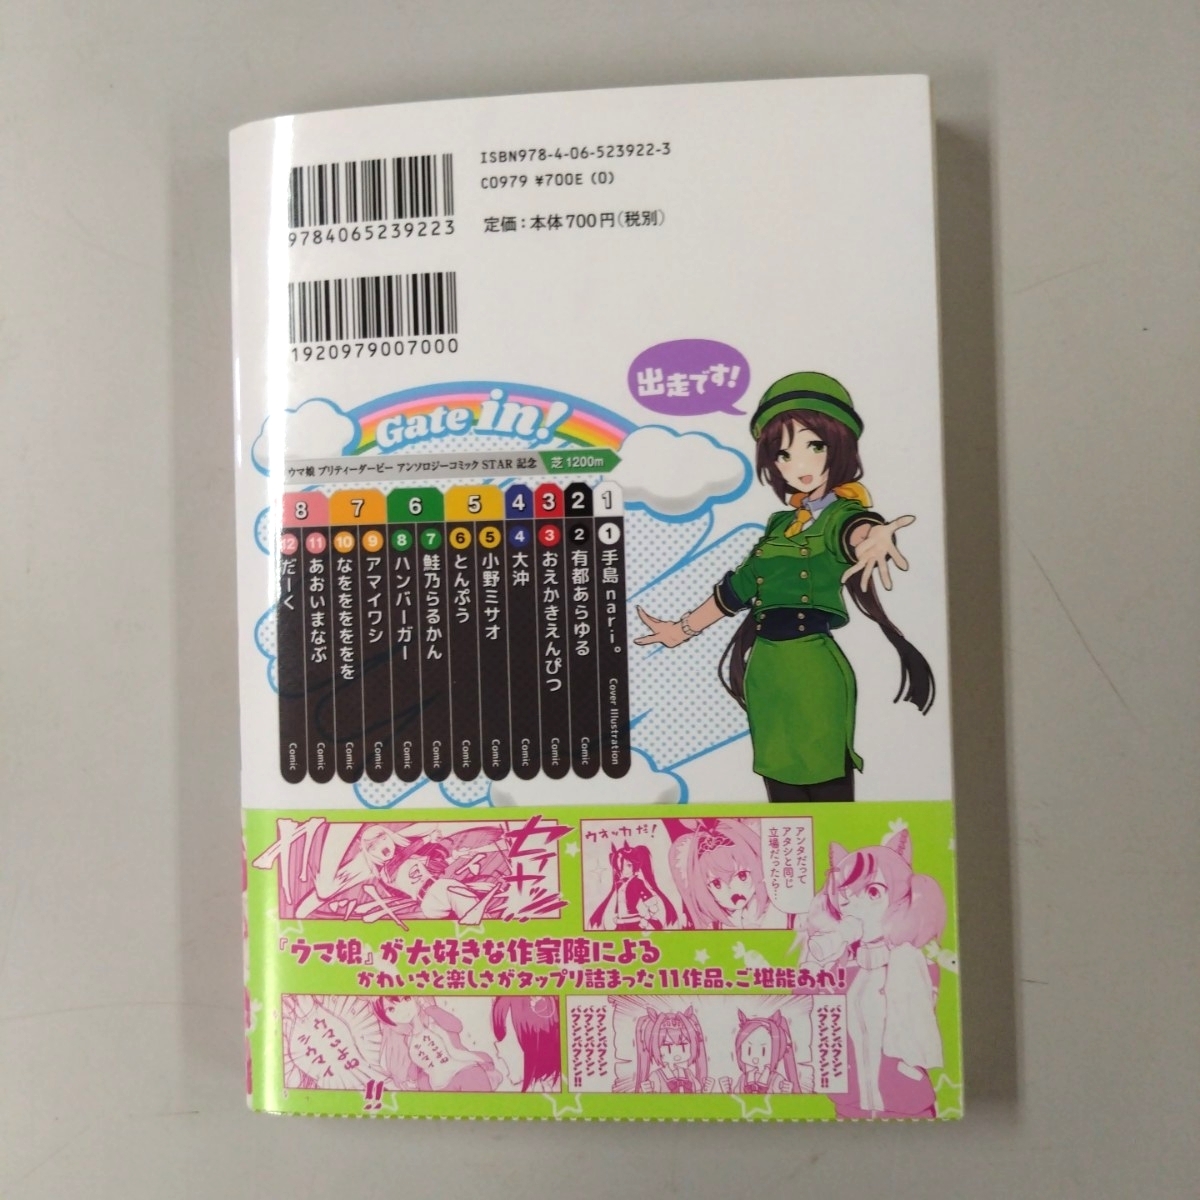 ISBN978-4-06-523922-3
C0979 ¥700E (0)
定価:本体700円(税別)
9784065239223
1920979007000
出走です!
Gate in!
ウマ娘 プリティーダービー アンソロジーコミック STAR 記念
芝1200m
1 1 手島nari。 Cover Illustration
2 2 有都あらゆる Comic
3 3 おえかきえんぴつ Comic
4 4 大沖 Comic
5 5 小野ミサオ Comic
6 とんぷう Comic
6 7 鮭乃らるかん Comic
8 ハンバーガー Comic
7 9 アマイワシ Comic
10 なををををを Comic
8 11 あおいまなぶ Comic
12 だーく Comic
ウオッカだ!
アンタだって
アタシと同じ
立場だったら…
『ウマ娘』が大好きな作家陣による
かわいさと楽しさがタップリ詰まった11作品、ご堪能あれ!